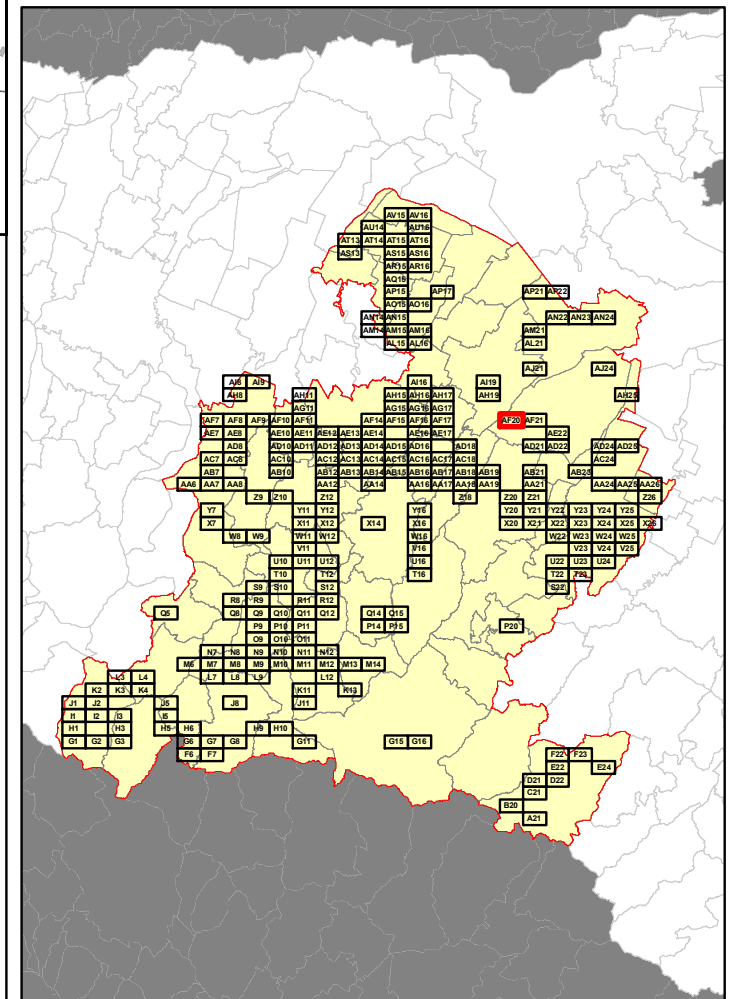 AV15 AV16
AU14 AU16
AT13 AT14 AT15 AT16
AS13 AS15 AS16
AR15 AR16
AQ15
AP15 AP17 AP21 AP22
AO15 AO16
AN14 AN15 AN22 AN23 AN24
AM14 AM15 AM16 AM21
AL15 AL16 AL21
AJ21 AJ24
AI8 AI9 AI16 AI19
AH8 AH11 AH15 AH16 AH17 AH19 AH25
AG11 AG15 AG16 AG17
AF7 AF8 AF9 AF10 AF11 AF14 AF15 AF16 AF17 AF20 AF21
AE7 AE8 AE10 AE11 AE12 AE13 AE14 AE16 AE17 AE22
AD8 AD10 AD11 AD12 AD13 AD14 AD15 AD16 AD18 AD21 AD22 AD24 AD25
AC7 AC8 AC10 AC12 AC13 AC14 AC15 AC16 AC17 AC18 AC24
AB7 AB10 AB12 AB13 AB14 AB15 AB16 AB17 AB18 AB19 AB21 AB23
AA6 AA7 AA8 AA12 AA14 AA16 AA17 AA18 AA19 AA21 AA24 AA25 AA26
Z9 Z10 Z12 Z18 Z20 Z21 Z26
Y7 Y11 Y12 Y16 Y20 Y21 Y22 Y23 Y24 Y25
X7 X11 X12 X14 X16 X20 X21 X22 X23 X24 X25 X26
W8 W9 W11 W12 W16 W22 W23 W24 W25
V11 V16 V23 V24 V25
U10 U11 U12 U16 U22 U23 U24
T10 T12 T16 T22 T23
S9 S10 S12 S22
R8 R9 R11 R12
Q5 Q8 Q9 Q10 Q11 Q12 Q14 Q15
P9 P10 P11 P14 P15 P20
O9 O10 O11
N7 N8 N9 N10 N11 N12
M6 M7 M8 M9 M10 M11 M12 M13 M14
L3 L4 L7 L8 L9 L12
K2 K3 K4 K11 K13
J1 J2 J5 J8 J11
I1 I2 I3 I5
H1 H3 H5 H6 H9 H10
G1 G2 G3 G6 G7 G8 G11 G15 G16
F6 F7 F22 F23
E22 E24
D21 D22
C21
B20
A21